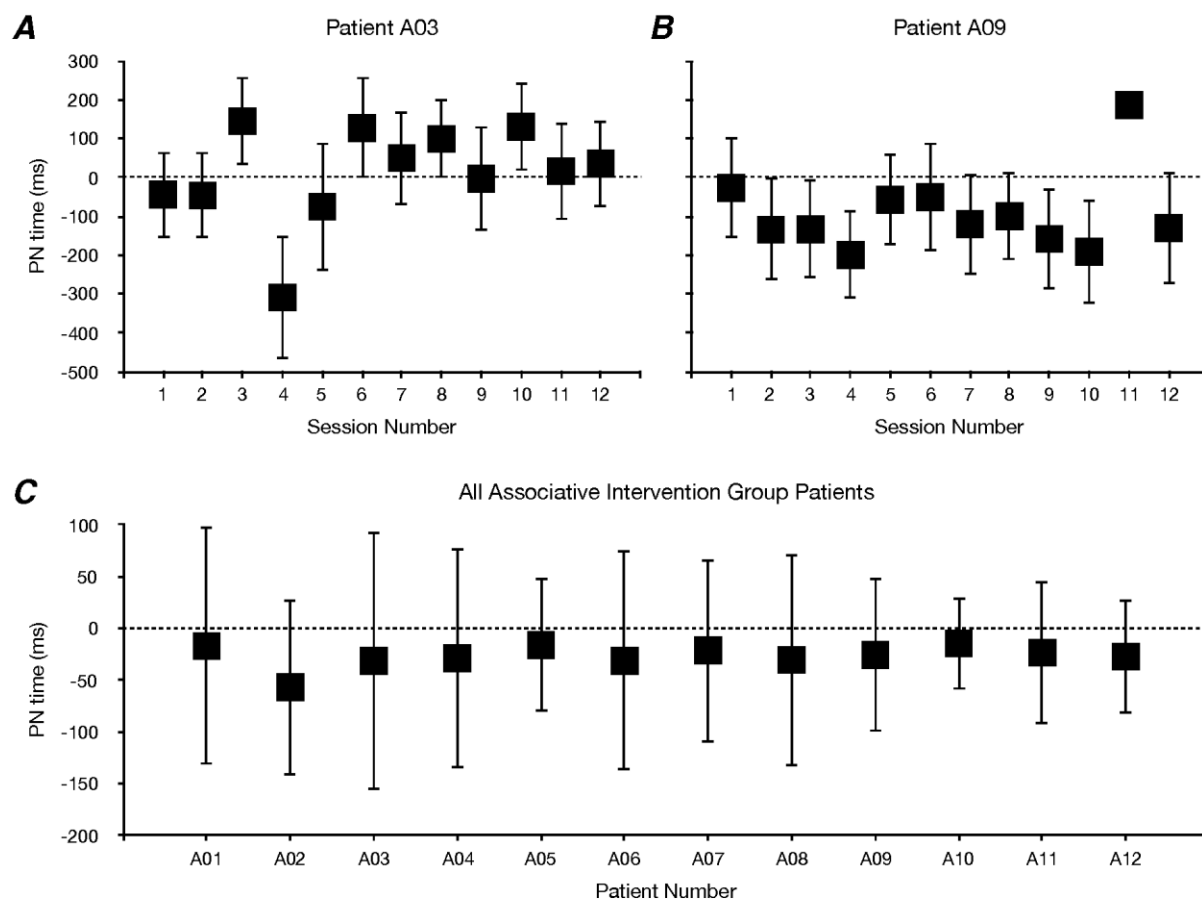 A
Patient A03
PN time (ms)
300
200
100
0
-100
-200
-300
-400
-500
1 2 3 4 5 6 7 8 9 10 11 12
Session Number
B
Patient A09
1 2 3 4 5 6 7 8 9 10 11 12
Session Number
C
All Associative Intervention Group Patients
PN time (ms)
100
50
0
-50
-100
-150
-200
A01 A02 A03 A04 A05 A06 A07 A08 A09 A10 A11 A12
Patient Number